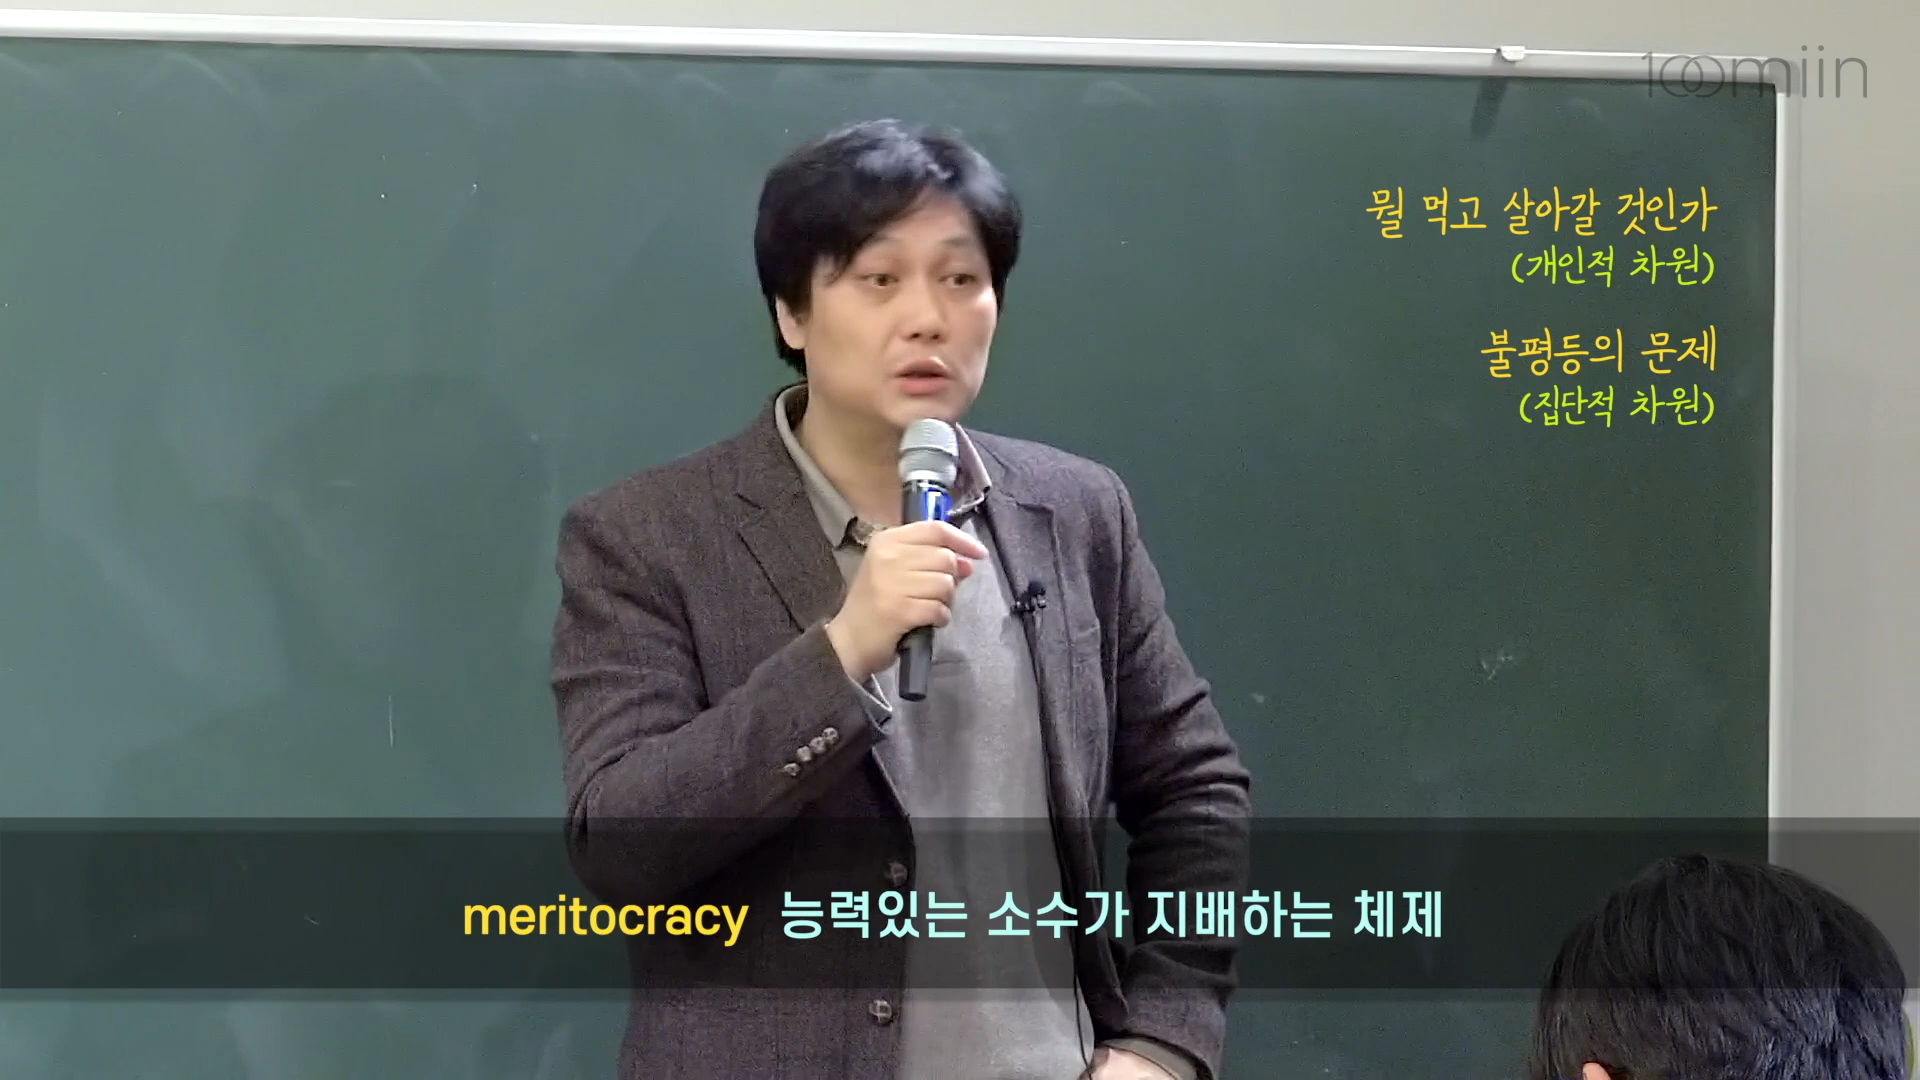 100miin
뭘 먹고 살아갈 것인가
(개인적 차원)
불평등의 문제
(집단적 차원)
meritocracy 능력있는 소수가 지배하는 체제